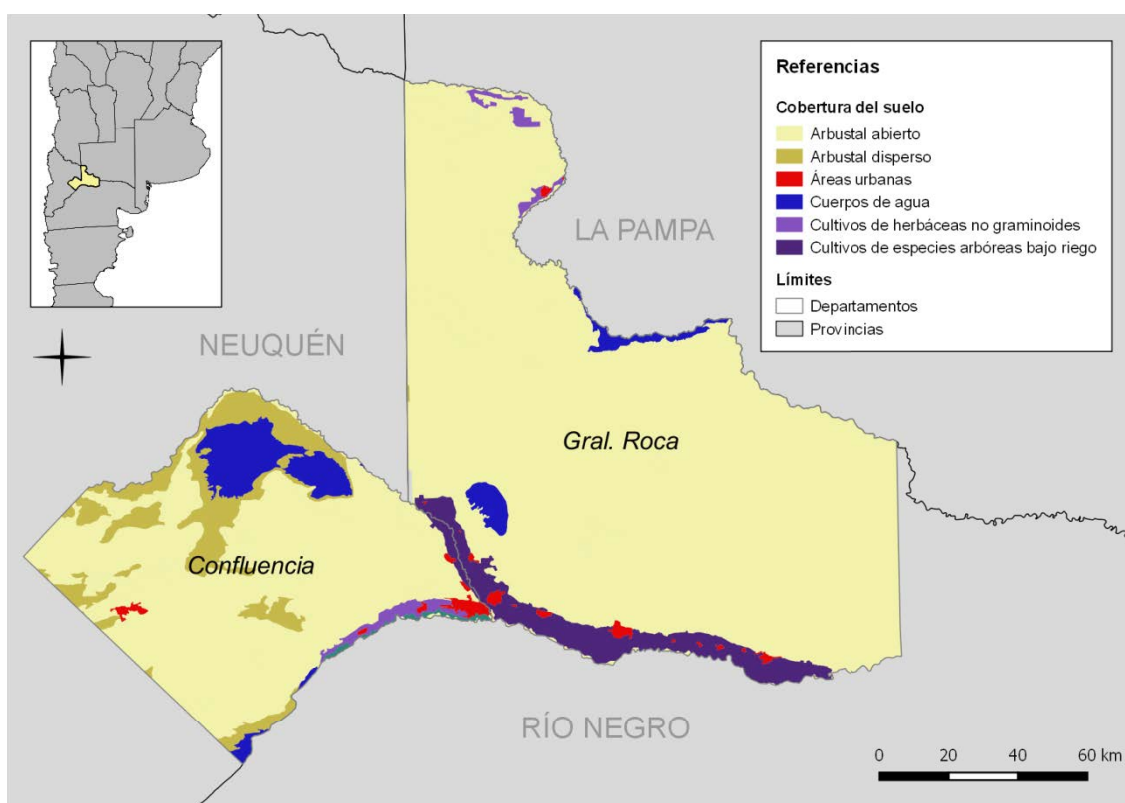 Referencias
Cobertura del suelo
Arbustal abierto
Arbustal disperso
Áreas urbanas
Cuerpos de agua
Cultivos de herbáceas no graminoides
Cultivos de especies arbóreas bajo riego
Límites
Departamentos
Provincias
LA PAMPA
NEUQUÉN
Gral. Roca
Confluencia
RÍO NEGRO
0 20 40 60 km